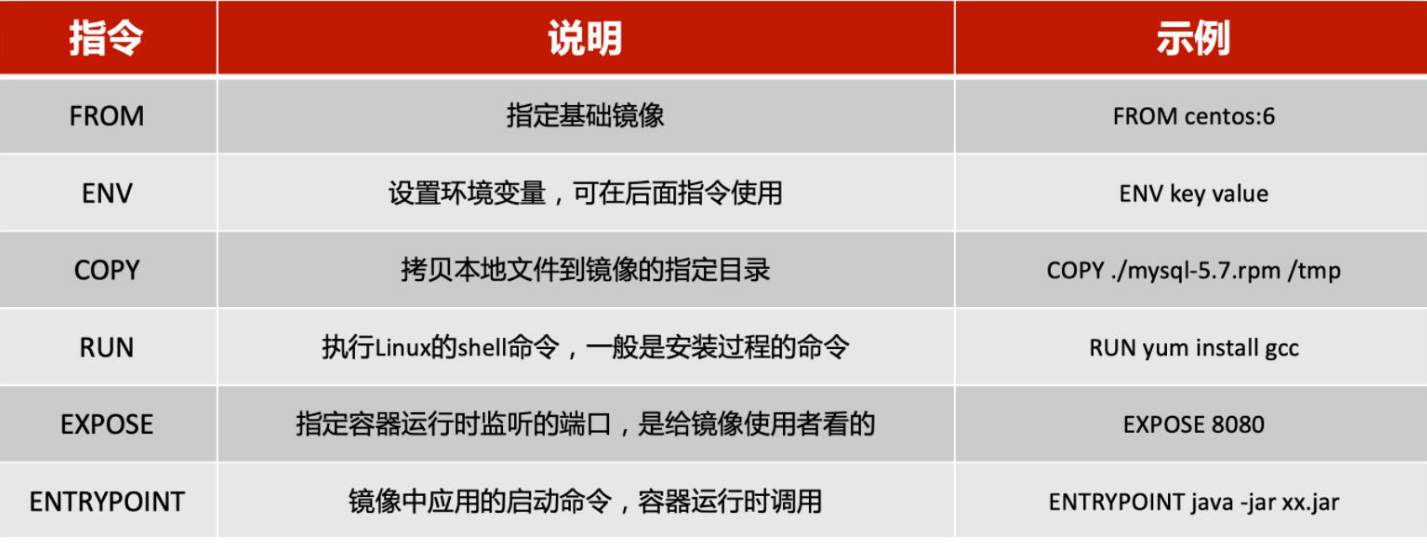 指令 说明 示例
FROM 指定基础镜像 FROM centos:6
ENV 设置环境变量，可在后面指令使用 ENV key value
COPY 拷贝本地文件到镜像的指定目录 COPY ./mysql-5.7.rpm /tmp
RUN 执行Linux的shell命令，一般是安装过程的命令 RUN yum install gcc
EXPOSE 指定容器运行时监听的端口，是给镜像使用者看的 EXPOSE 8080
ENTRYPOINT 镜像中应用的启动命令，容器运行时调用 ENTRYPOINT java -jar xx.jar